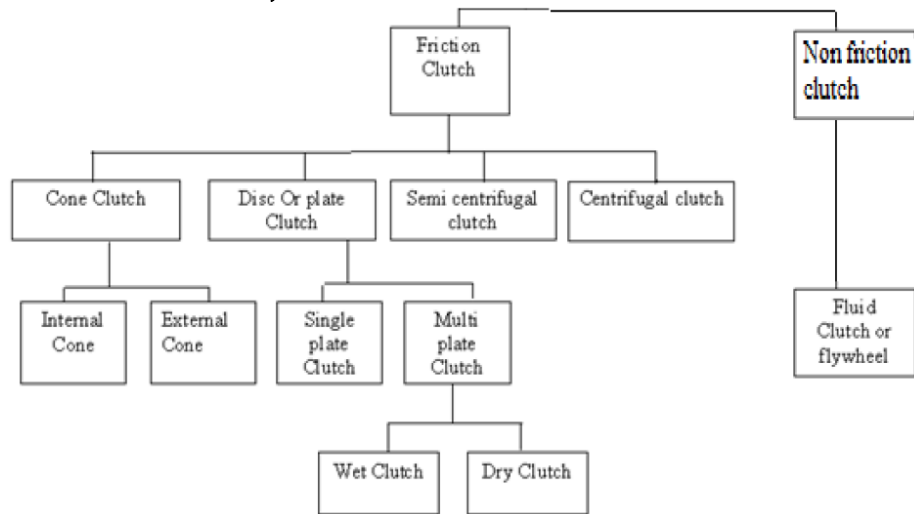 Friction
Clutch
Non friction
clutch
Cone Clutch
Disc Or plate
Clutch
Semi centrifugal
clutch
Centrifugal clutch
Internal
Cone
External
Cone
Single
plate
Clutch
Multi
plate
Clutch
Fluid
Clutch or
flywheel
Wet Clutch
Dry Clutch